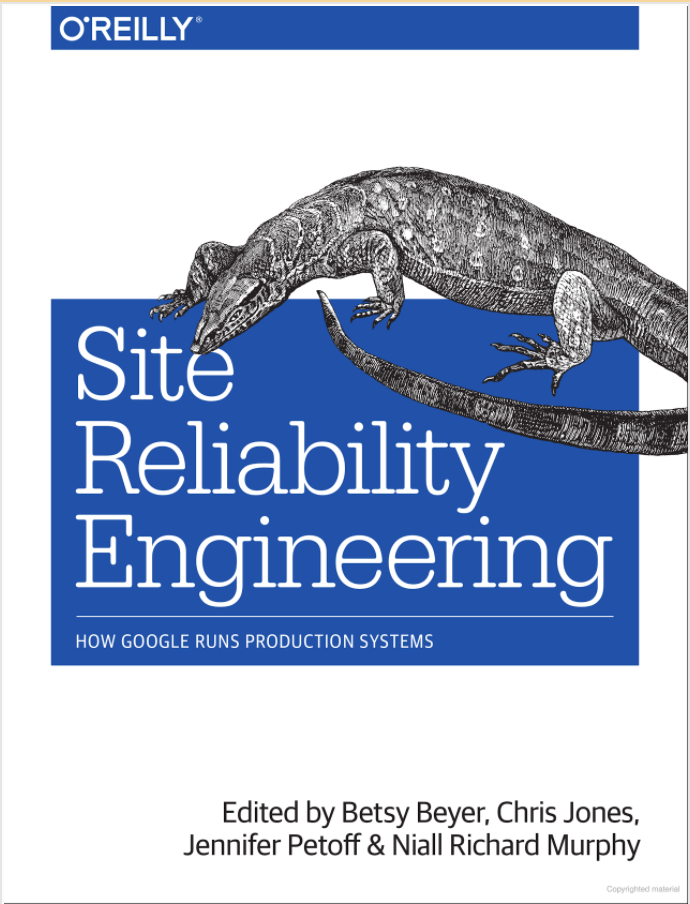 O'REILLY®
Site
Reliability
Engineering
HOW GOOGLE RUNS PRODUCTION SYSTEMS
Edited by Betsy Beyer, Chris Jones,
Jennifer Petoff & Niall Richard Murphy
Copyrighted material